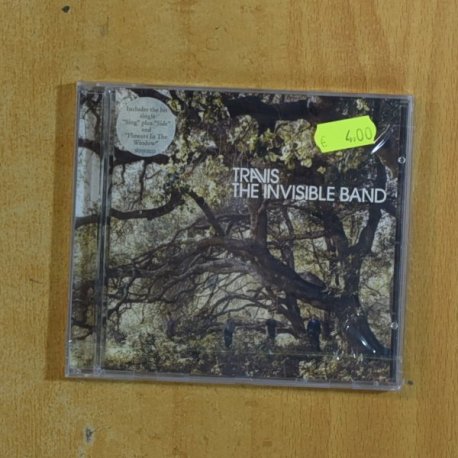 Includes the hit
single
"Sing" plus "Side"
and
"Flowers In The
Window"
€ 4,00
TRAVIS
THE INVISIBLE BAND